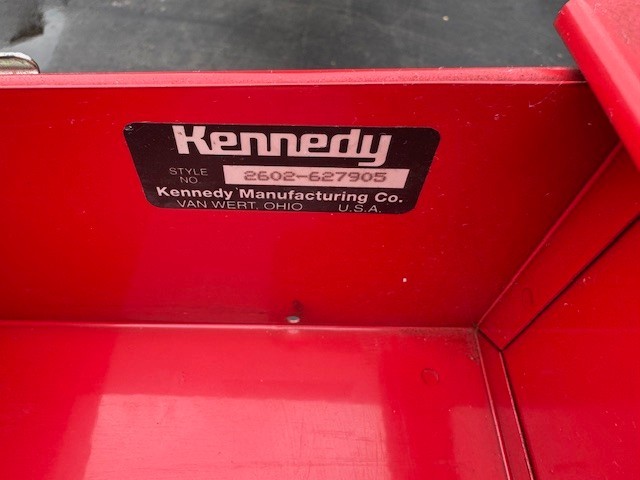 Kennedy
STYLE NO. 2602-627905
Kennedy Manufacturing Co.
VAN WERT, OHIO U.S.A.